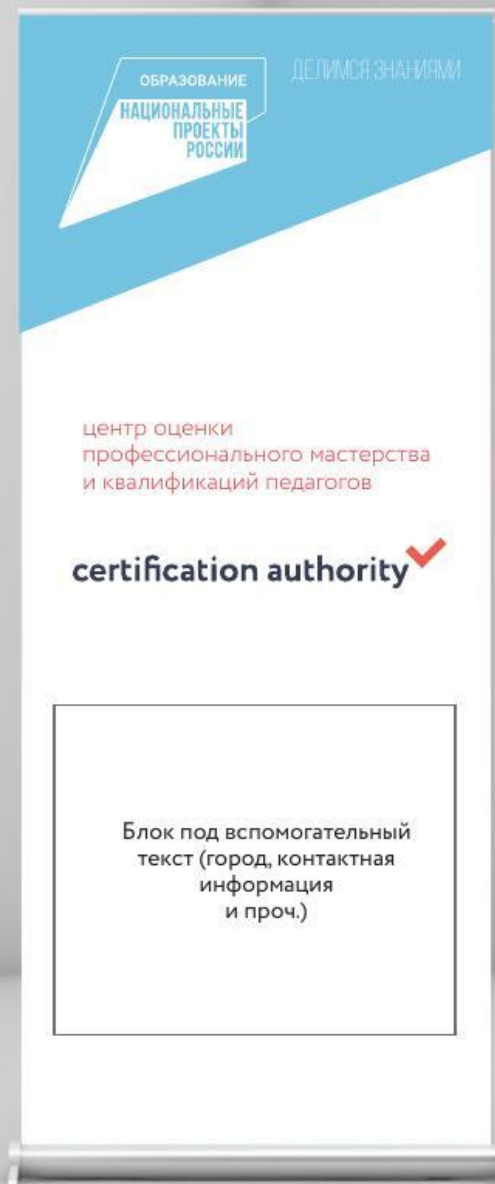 ОБРАЗОВАНИЕ
НАЦИОНАЛЬНЫЕ
ПРОЕКТЫ
РОССИИ
ДЕЛИМСЯ ЗНАНИЯМИ
центр оценки
профессионального мастерства
и квалификаций педагогов
certification authority
Блок под вспомогательный
текст (город, контактная
информация
и проч.)